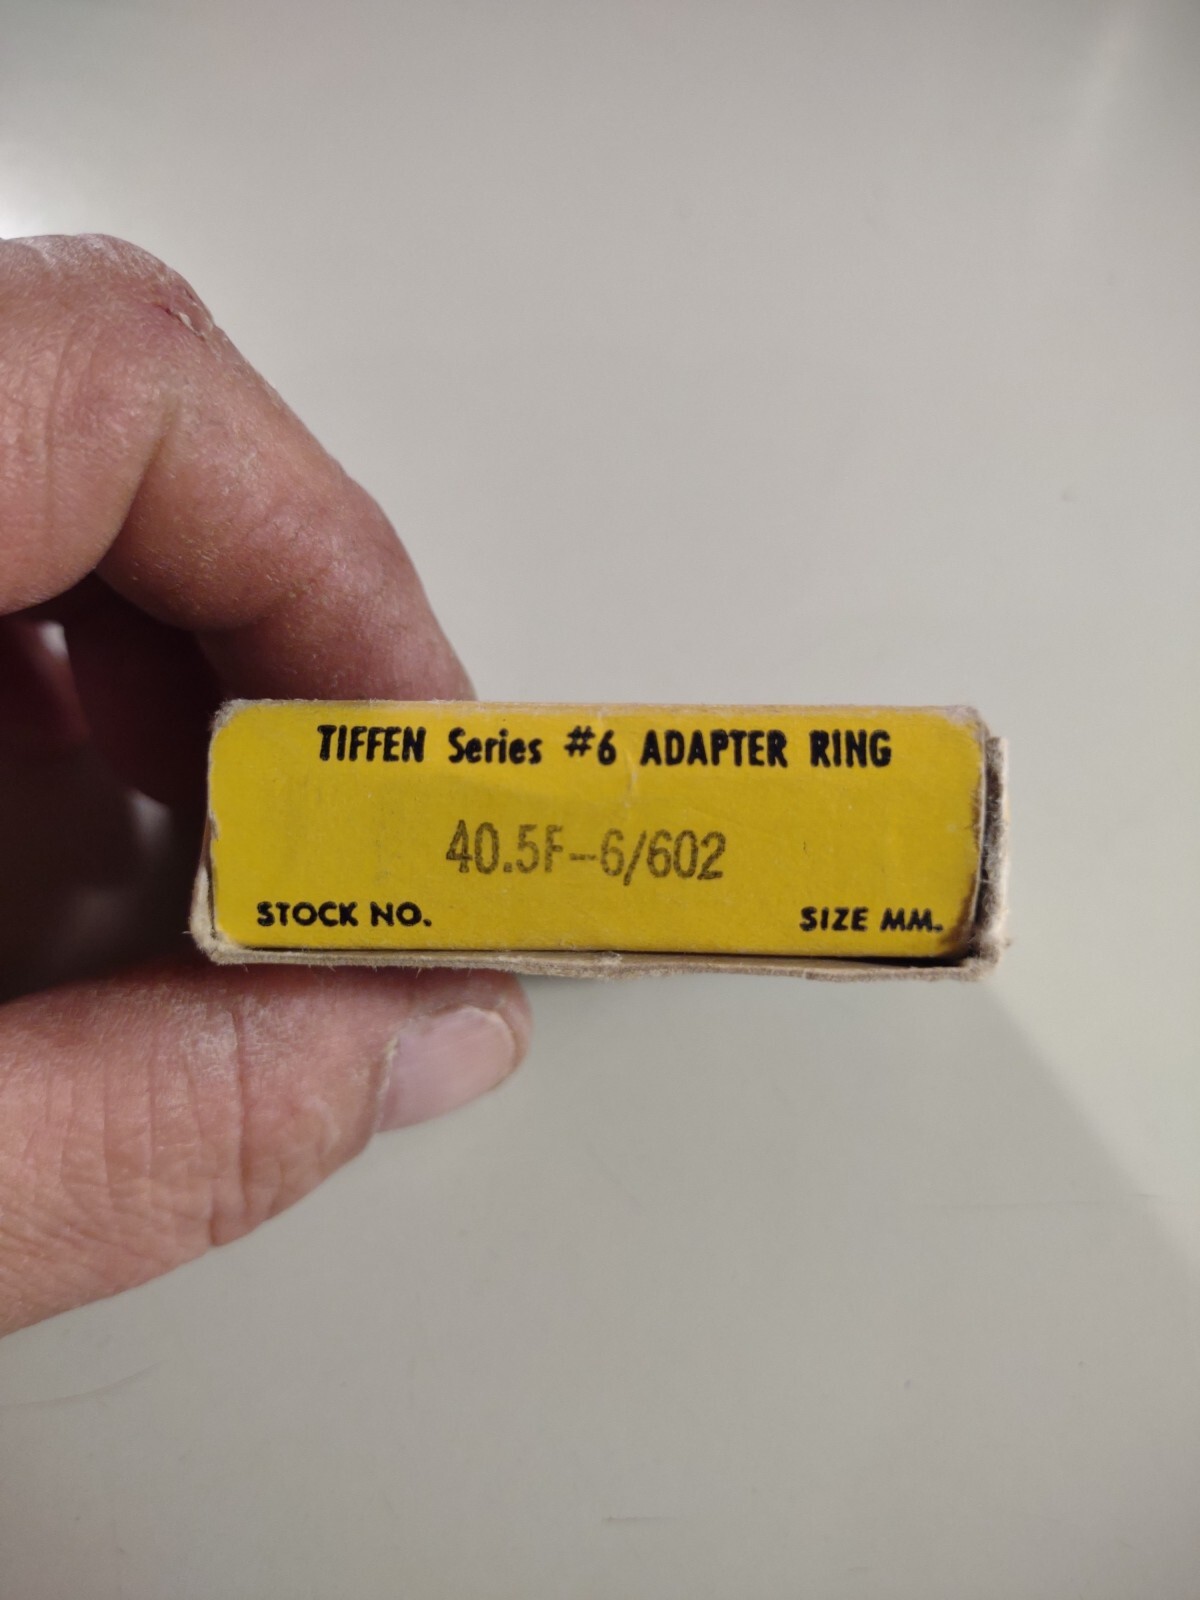 TIFFEN Series #6 ADAPTER RING
40.5F-6/602
STOCK NO. SIZE MM.